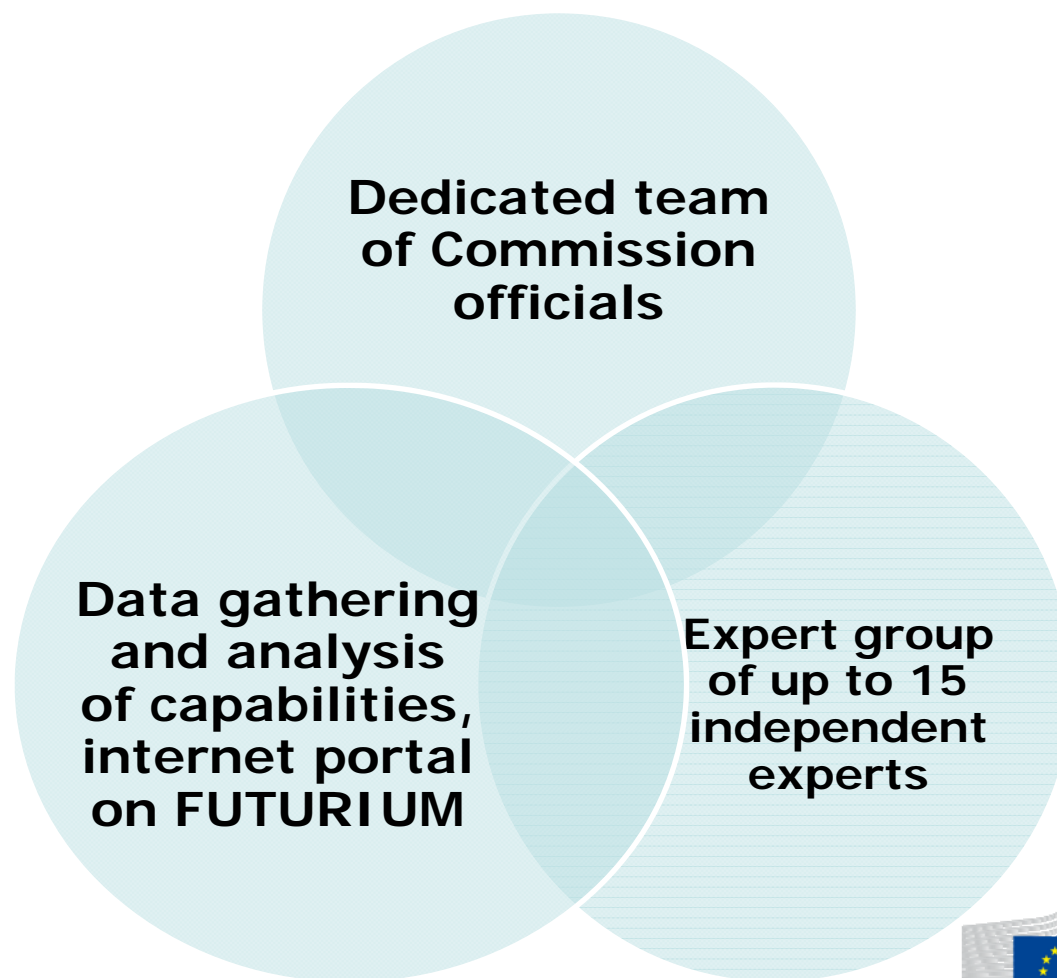 Dedicated team
of Commission
officials
Data gathering
and analysis
of capabilities,
internet portal
on FUTURIUM
Expert group
of up to 15
independent
experts